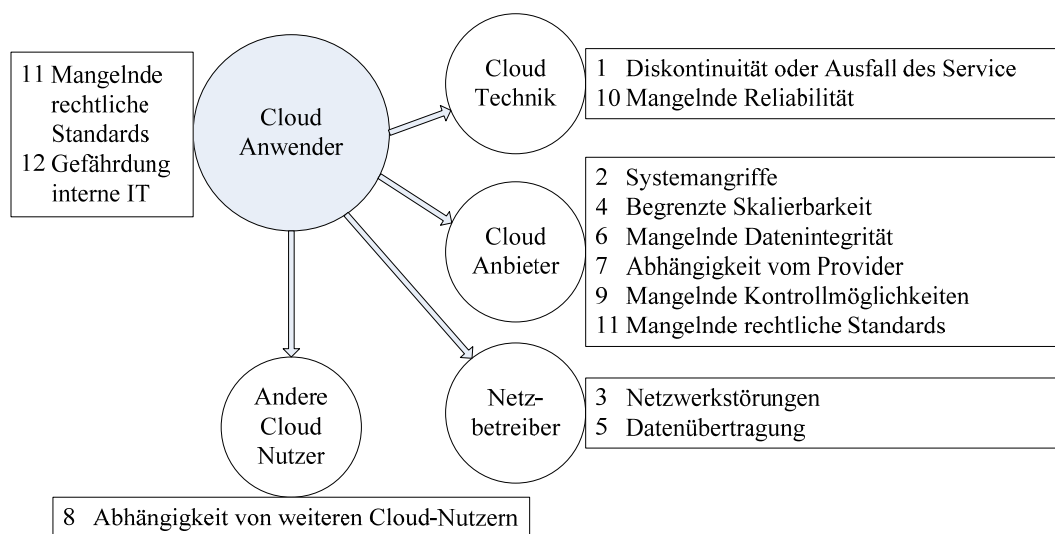 11 Mangelnde
rechtliche
Standards
12 Gefährdung
interne IT
Cloud
Anwender
Cloud
Technik
1 Diskontinuität oder Ausfall des Service
10 Mangelnde Reliabilität
Cloud
Anbieter
2 Systemangriffe
4 Begrenzte Skalierbarkeit
6 Mangelnde Datenintegrität
7 Abhängigkeit vom Provider
9 Mangelnde Kontrollmöglichkeiten
11 Mangelnde rechtliche Standards
Netz-
betreiber
3 Netzwerkstörungen
5 Datenübertragung
Andere
Cloud
Nutzer
8 Abhängigkeit von weiteren Cloud-Nutzern